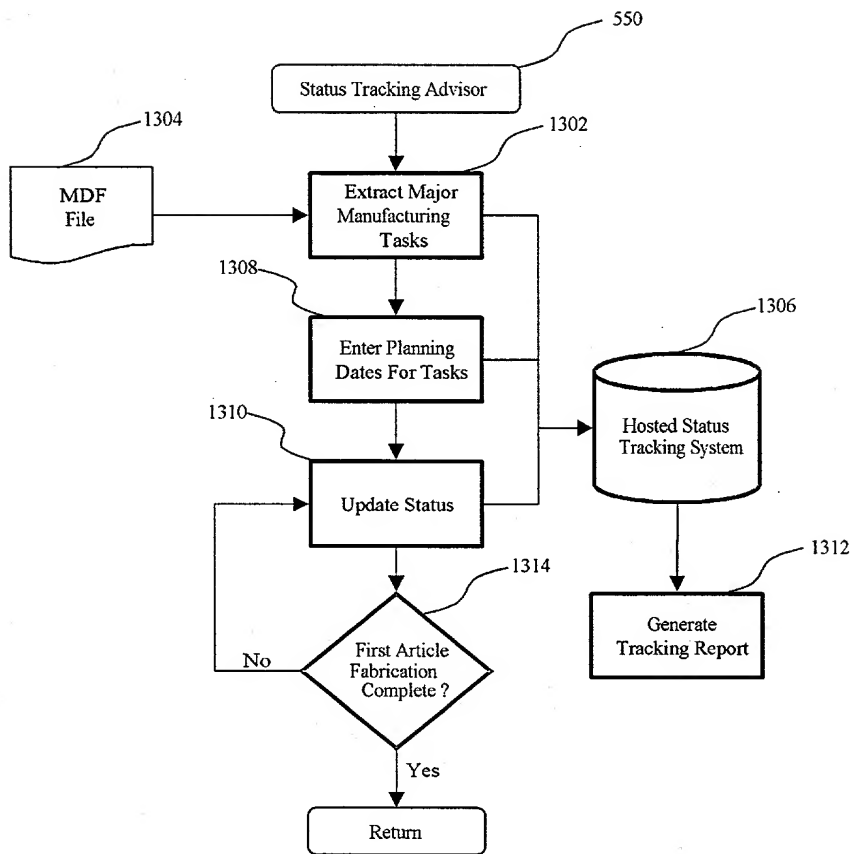 550
Status Tracking Advisor
1304
1302
MDF
File
Extract Major
Manufacturing
Tasks
1308
1306
Enter Planning
Dates For Tasks
1310
Hosted Status
Tracking System
Update Status
1314
1312
First Article
Fabrication
Complete ?
No
Generate
Tracking Report
Yes
Return